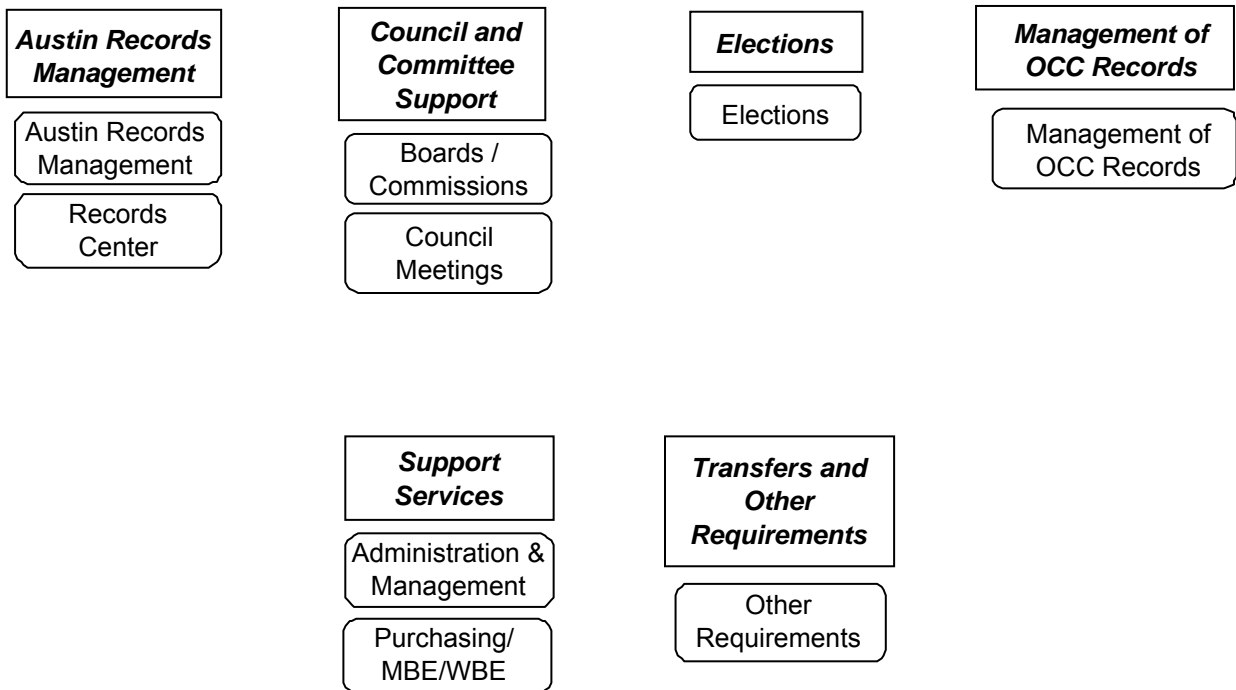 Austin Records
Management
Austin Records
Management
Records
Center
Council and
Committee
Support
Boards /
Commissions
Council
Meetings
Elections
Elections
Management of
OCC Records
Management of
OCC Records
Support
Services
Administration &
Management
Purchasing/
MBE/WBE
Transfers and
Other
Requirements
Other
Requirements